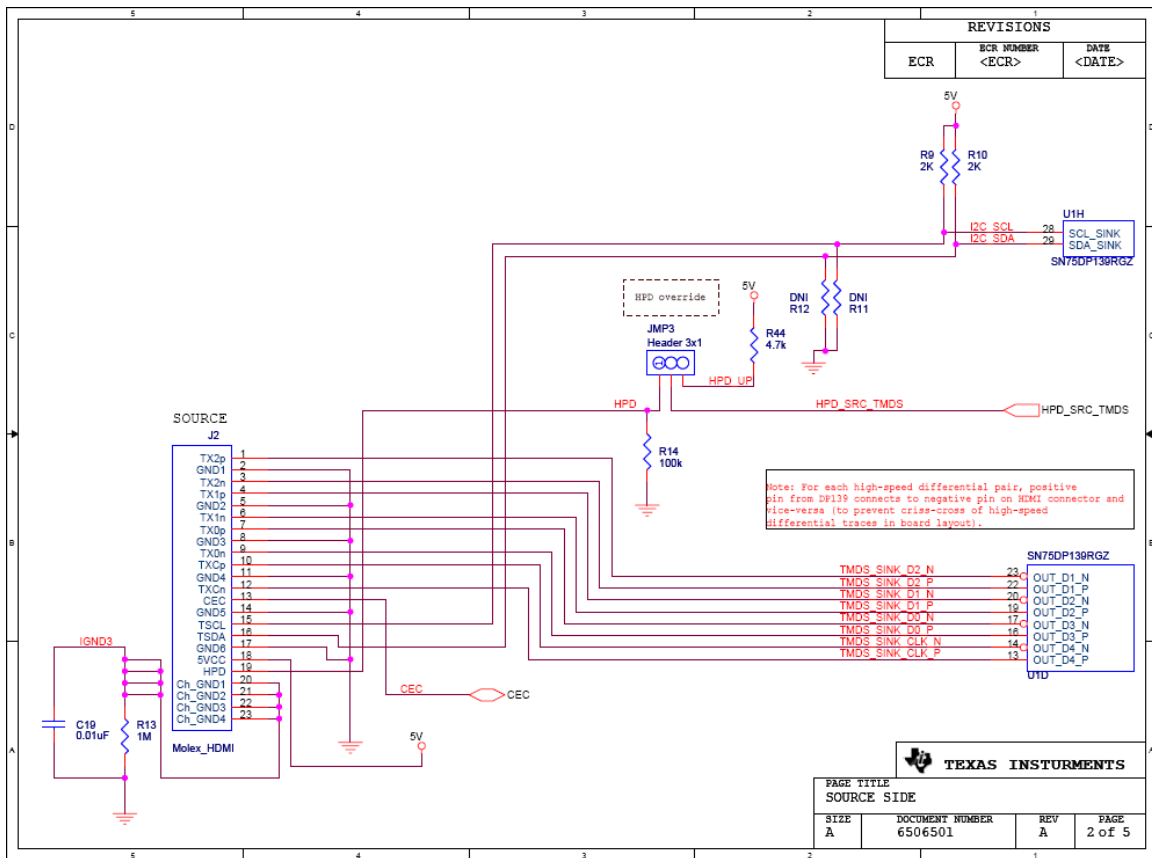 5 4 3 2 1
REVISIONS
ECR
ECR NUMBER
<ECR>
DATE
<DATE>
D
D
5V
R9
2K
R10
2K
U1H
I2C_SCL
28
SCL_SINK
I2C_SDA
29
SDA_SINK
SN75DP139RGZ
HPD override
5V
DNI
R12
DNI
R11
C
C
JMP3
Header 3x1
1
R44
4.7k
HPD_UP
HPD
HPD_SRC_TMDS
HPD_SRC_TMDS
SOURCE
J2
R14
100k
TX2p 1
GND1 2
TX2n 3
TX1p 4
GND2 5
TX1n 6
TX0p 7
GND3 8
TX0n 9
TXCp 10
GND4 11
TXCn 12
CEC 13
GND5 14
TSCL 15
TSDA 16
GND6 17
5VCC 18
HPD 19
Ch_GND1 20
Ch_GND2 21
Ch_GND3 22
Ch_GND4 23
Molex_HDMI
Note: For each high-speed differential pair, positive
pin from DP139 connects to negative pin on HDMI connector and
vice-versa (to prevent criss-cross of high-speed
differential traces in board layout).
B
B
SN75DP139RGZ
TMDS_SINK_D2_N 23 OUT_D1_N
TMDS_SINK_D2_P 22 OUT_D1_P
TMDS_SINK_D1_N 20 OUT_D2_N
TMDS_SINK_D1_P 19 OUT_D2_P
TMDS_SINK_D0_N 17 OUT_D3_N
TMDS_SINK_D0_P 16 OUT_D3_P
TMDS_SINK_CLK_N 14 OUT_D4_N
TMDS_SINK_CLK_P 13 OUT_D4_P
U1D
IGND3
CEC
CEC
C19
0.01uF
R13
1M
5V
A
A
TEXAS INSTURMENTS
PAGE TITLE
SOURCE SIDE
SIZE
A
DOCUMENT NUMBER
6506501
REV
A
PAGE
2 of 5
5 4 3 2 1